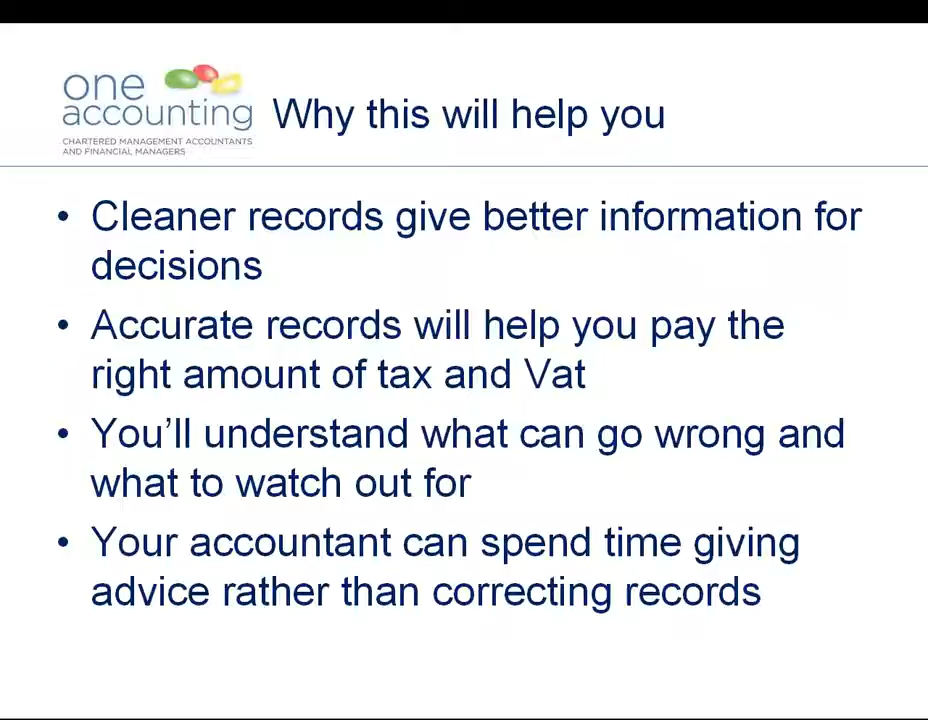 one
accounting
CHARTERED MANAGEMENT ACCOUNTANTS
AND FINANCIAL MANAGERS
Why this will help you
• Cleaner records give better information for
decisions
• Accurate records will help you pay the
right amount of tax and Vat
• You’ll understand what can go wrong and
what to watch out for
• Your accountant can spend time giving
advice rather than correcting records